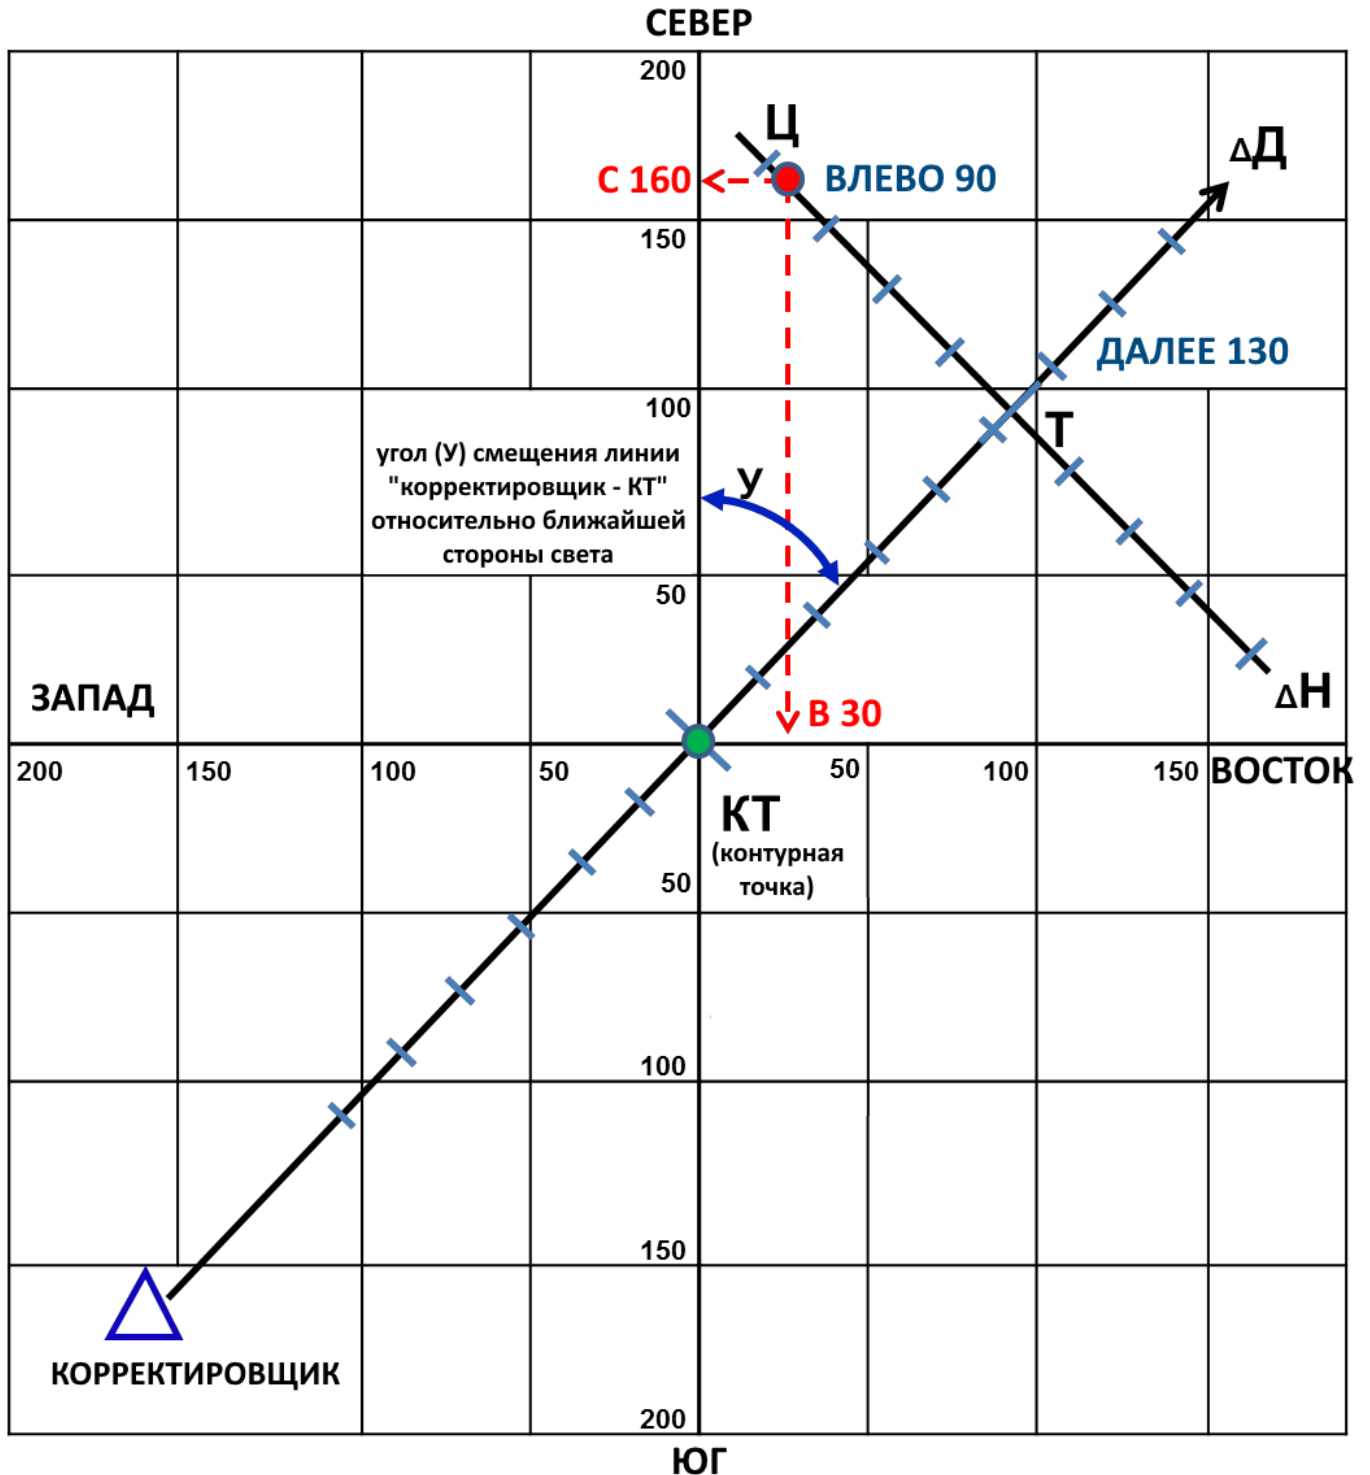 СЕВЕР
200
Ц
ΔД
С 160
ВЛЕВО 90
150
ДАЛЕЕ 130
100
Т
угол (У) смещения линии
"корректировщик - КТ"
относительно ближайшей
стороны света
У
50
ЗАПАД
ΔН
В 30
200
150
100
50
50
100
150
ВОСТОК
КТ
(контурная
точка)
50
100
150
КОРРЕКТИРОВЩИК
200
ЮГ